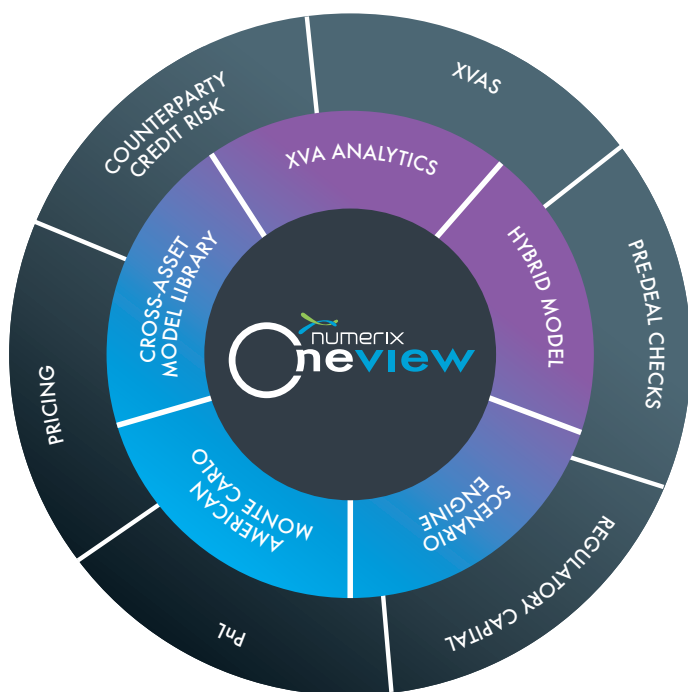 COUNTERPARTY
CREDIT RISK
XVAS
PRE-DEAL CHECKS
REGULATORY CAPITAL
PnL
PRICING
XVA ANALYTICS
HYBRID MODEL
SCENARIO
ENGINE
AMERICAN
MONTE CARLO
CROSS-ASSET
MODEL LIBRARY
numerix
Oneview